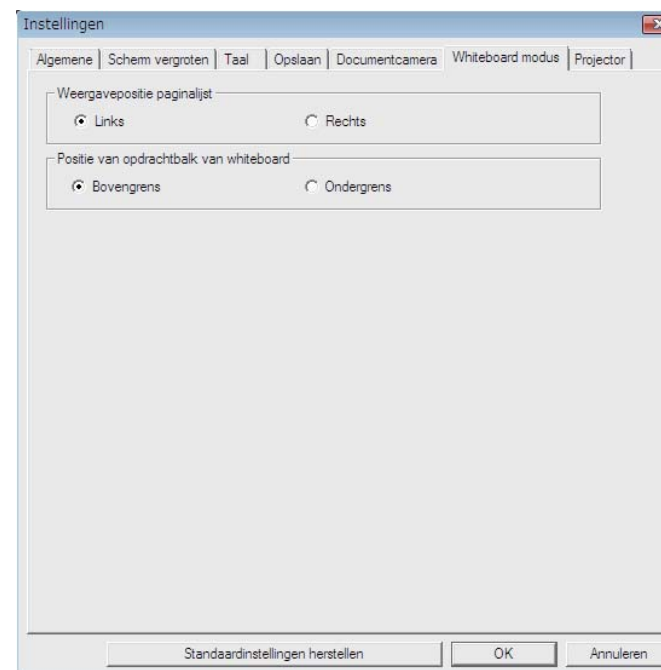 Instellingen
Algemene Scherm vergroten Taal Opslaan Documentcamera Whiteboard modus Projector
Weergavepositie paginalijst
Links Rechts
Positie van opdrachtbalk van whiteboard
Bovengrens Ondergrens
Standaardinstellingen herstellen OK Annuleren